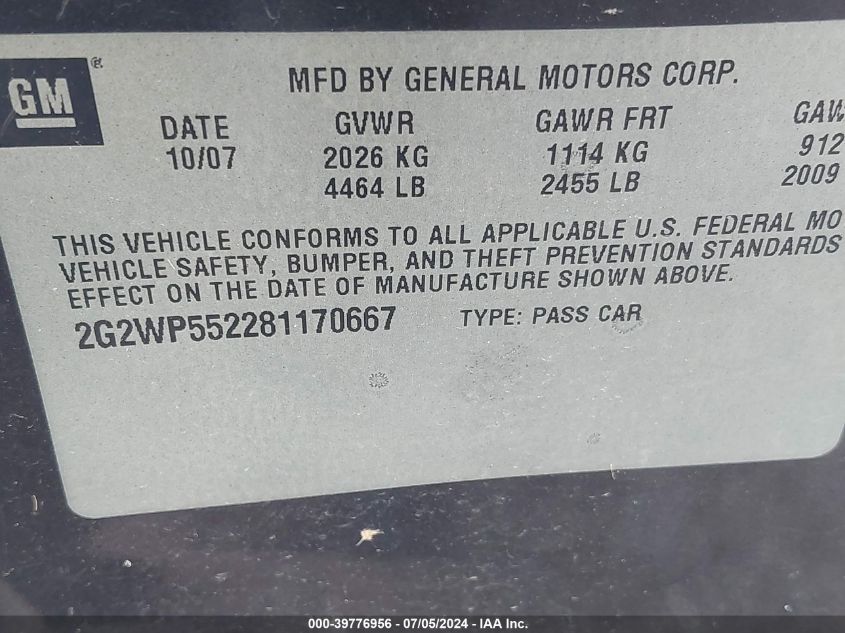 GM ®
MFD BY GENERAL MOTORS CORP.
DATE GVWR GAWR FRT GAW
10/07 2026 KG 1114 KG 912
4464 LB 2455 LB 2009
THIS VEHICLE CONFORMS TO ALL APPLICABLE U.S. FEDERAL MO
VEHICLE SAFETY, BUMPER, AND THEFT PREVENTION STANDARDS
EFFECT ON THE DATE OF MANUFACTURE SHOWN ABOVE.
2G2WP552281170667 TYPE: PASS CAR
000-39776956 - 07/05/2024 - IAA Inc.